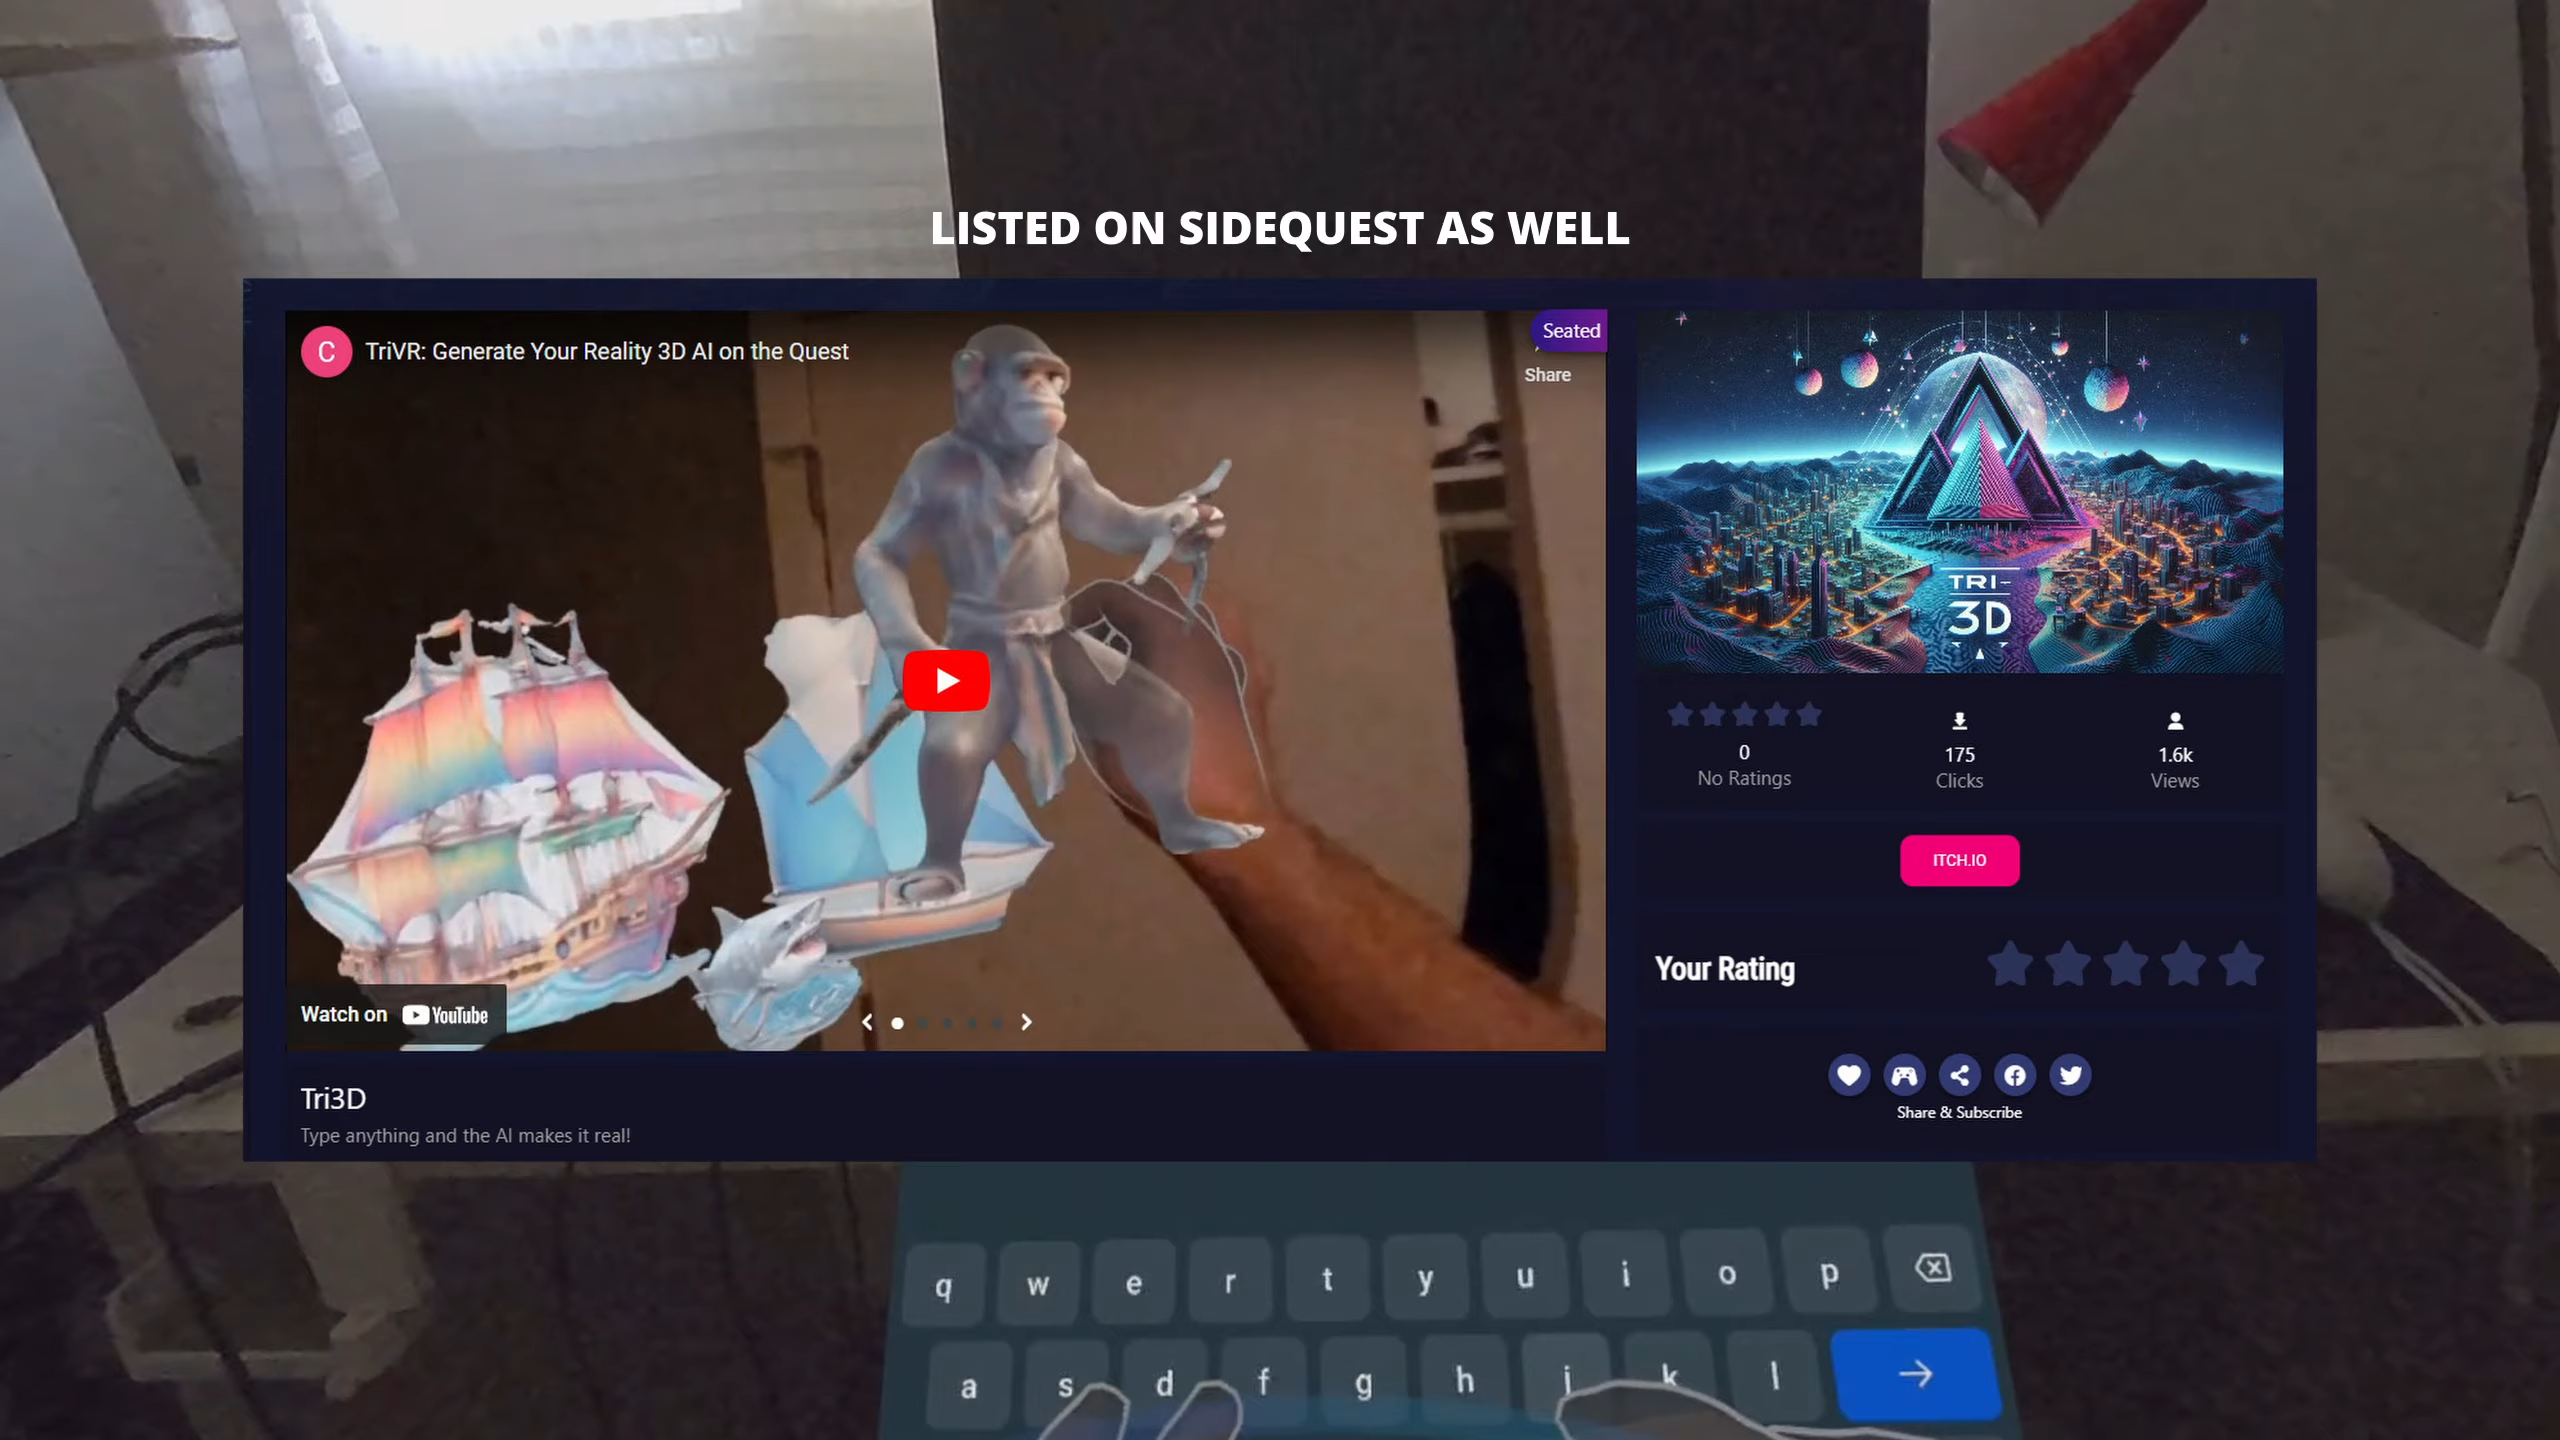 LISTED ON SIDEQUEST AS WELL
C
TriVR: Generate Your Reality 3D AI on the Quest
Seated
Share
TRI-
3D
0
No Ratings
175
Clicks
1.6k
Views
ITCH.IO
Your Rating
Watch on YouTube
Share & Subscribe
Tri3D
Type anything and the AI makes it real!
q w e r t y u i o p
a s d f g h j k l